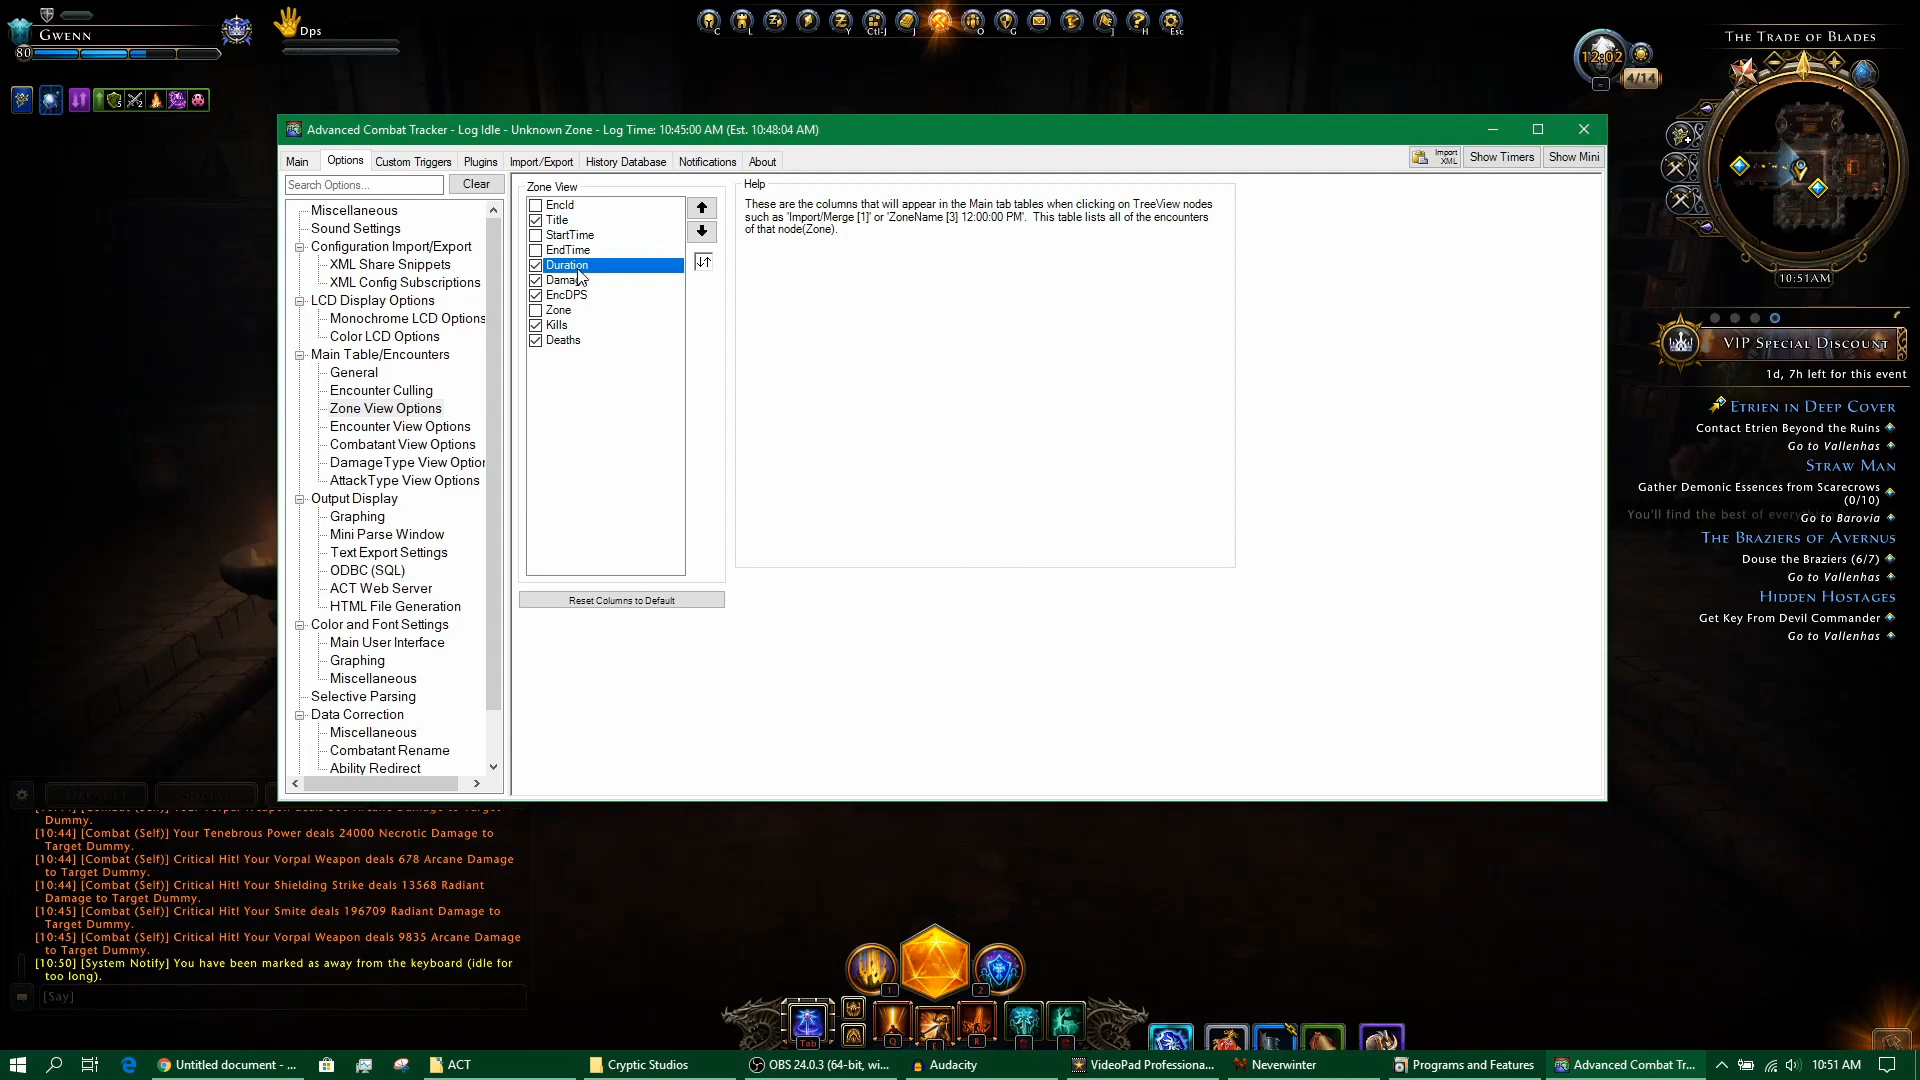 Gwenn
80
Dps
C
L
Y
Ctl-J
J
O
G
]
H
Esc
12:02
4/14
The Trade of Blades
10:51AM
VIP Special Discount
1d, 7h left for this event
Etrien in Deep Cover
Contact Etrien Beyond the Ruins
Go to Vallenhas
Straw Man
Gather Demonic Essences from Scarecrows
(0/10)
You'll find the best of every
Go to Barovia
The Braziers of Avernus
Douse the Braziers (6/7)
Go to Vallenhas
Hidden Hostages
Get Key From Devil Commander
Go to Vallenhas
Advanced Combat Tracker - Log Idle - Unknown Zone - Log Time: 10:45:00 AM (Est. 10:48:04 AM)
Main
Options
Custom Triggers
Plugins
Import/Export
History Database
Notifications
About
Import
XML
Show Timers
Show Mini
Search Options...
Clear
Miscellaneous
Sound Settings
Configuration Import/Export
XML Share Snippets
XML Config Subscriptions
LCD Display Options
Monochrome LCD Options
Color LCD Options
Main Table/Encounters
General
Encounter Culling
Zone View Options
Encounter View Options
Combatant View Options
DamageType View Option
AttackType View Options
Output Display
Graphing
Mini Parse Window
Text Export Settings
ODBC (SQL)
ACT Web Server
HTML File Generation
Color and Font Settings
Main User Interface
Graphing
Miscellaneous
Selective Parsing
Data Correction
Miscellaneous
Combatant Rename
Ability Redirect
Zone View
EncId
Title
StartTime
EndTime
Duration
Damage
EncDPS
Zone
Kills
Deaths
Reset Columns to Default
Help
These are the columns that will appear in the Main tab tables when clicking on TreeView nodes
such as 'Import/Merge [1]' or 'ZoneName [3] 12:00:00 PM'. This table lists all of the encounters
of that node(Zone).
Default
Social
Dummy.
[10:44] [Combat (Self)] Your Tenebrous Power deals 24000 Necrotic Damage to
Target Dummy.
[10:44] [Combat (Self)] Critical Hit! Your Vorpal Weapon deals 678 Arcane Damage
to Target Dummy.
[10:44] [Combat (Self)] Critical Hit! Your Shielding Strike deals 13568 Radiant
Damage to Target Dummy.
[10:45] [Combat (Self)] Critical Hit! Your Smite deals 196709 Radiant Damage to
Target Dummy.
[10:45] [Combat (Self)] Critical Hit! Your Vorpal Weapon deals 9835 Arcane Damage
to Target Dummy.
[10:50] [System Notify] You have been marked as away from the keyboard (idle for
too long).
[Say]
1
2
Tab
Q
E
R
Untitled document - ...
ACT
Cryptic Studios
OBS 24.0.3 (64-bit, wi...
Audacity
VideoPad Professiona...
Neverwinter
Programs and Features
Advanced Combat Tr...
10:51 AM